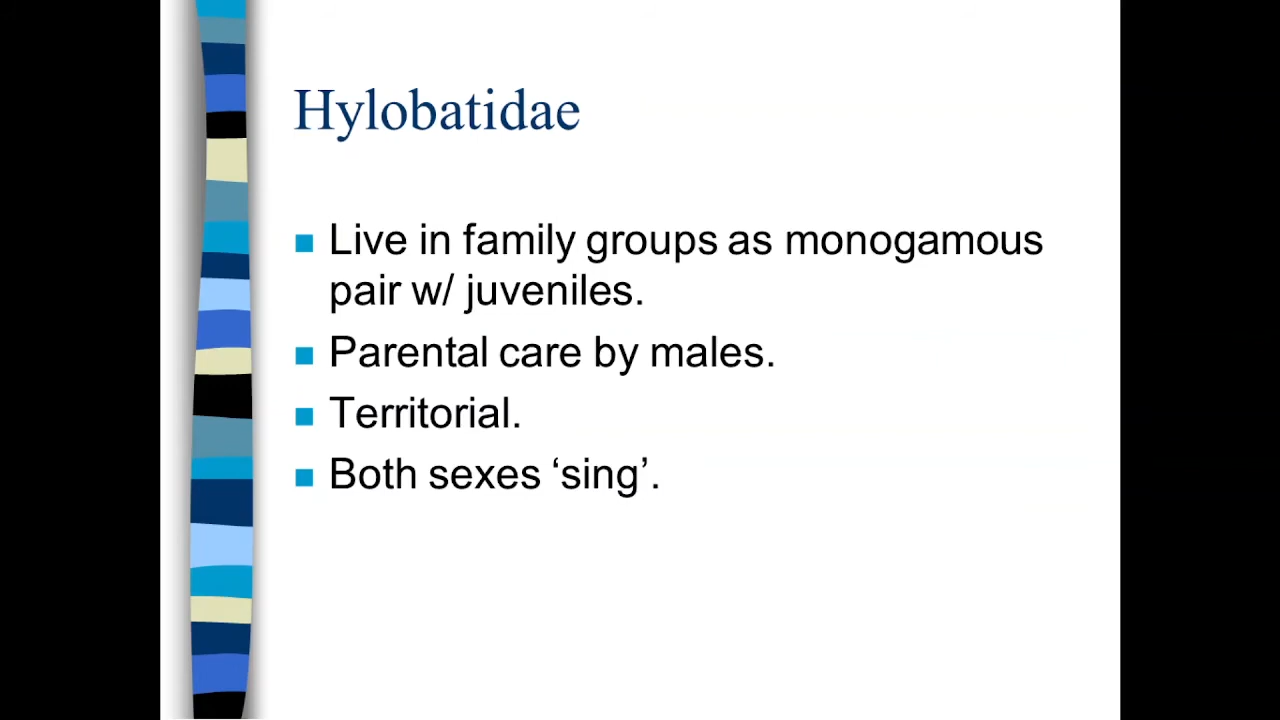 Hylobatidae
Live in family groups as monogamous
pair w/ juveniles.
Parental care by males.
Territorial.
Both sexes ‘sing’.